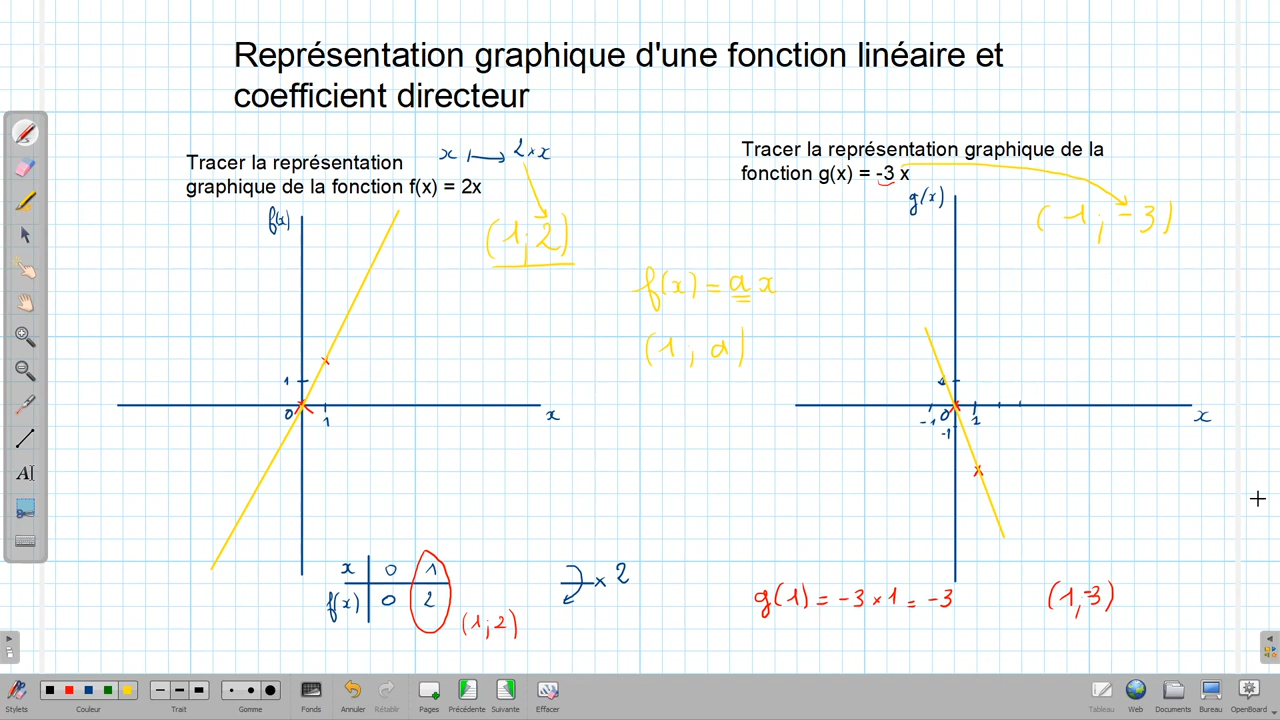 Représentation graphique d'une fonction linéaire et
coefficient directeur
Tracer la représentation
graphique de la fonction f(x) = 2x
x ⟼ 2×x
(1;2)
f(x)
1
0
1
x
x 0 1
f(x) 0 2
(1;2)
×2
f(x) = a x
(1; a)
Tracer la représentation graphique de la
fonction g(x) = -3 x
g(x)
(1; -3)
-1 0
-1
x
g(1) = -3×1 = -3
(1;-3)
Stylets
Couleur
Trait
Gomme
Fonds
Annuler
Rétablir
Pages
Précédente
Suivante
Effacer
Tableau
Web
Documents
Bureau
OpenBoard
AI